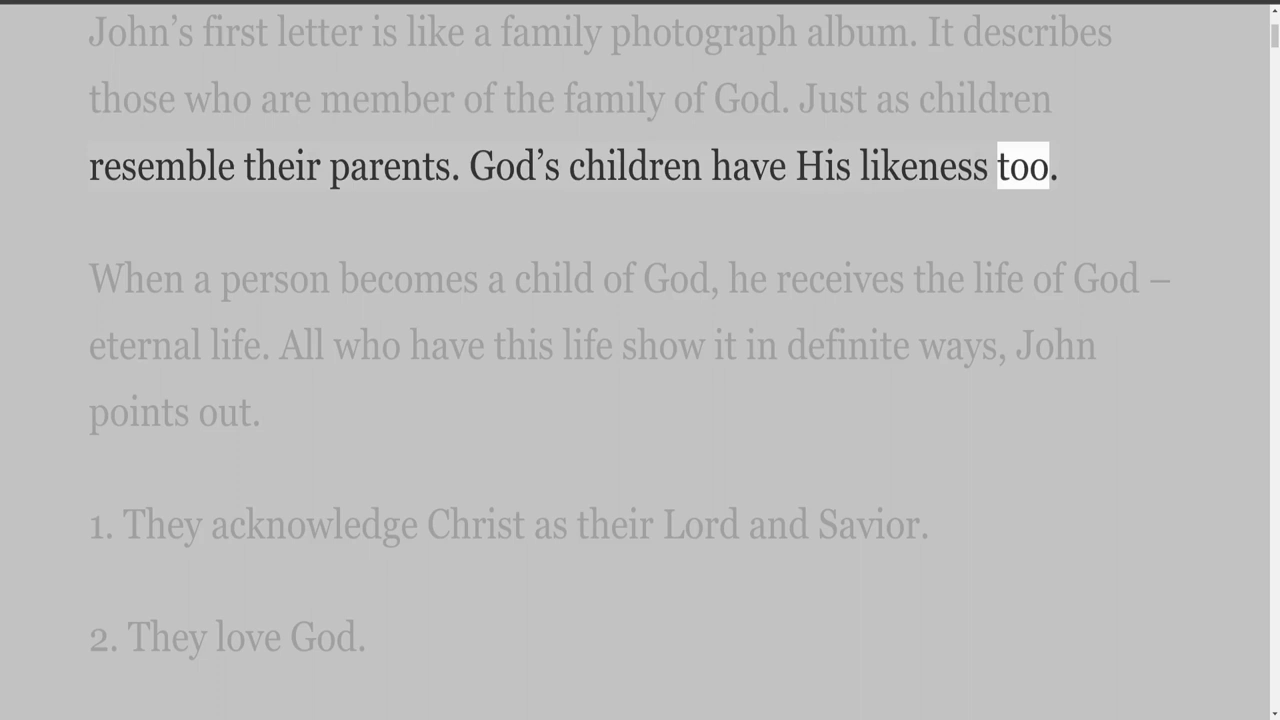 John’s first letter is like a family photograph album. It describes
those who are member of the family of God. Just as children
resemble their parents. God’s children have His likeness too.
When a person becomes a child of God, he receives the life of God –
eternal life. All who have this life show it in definite ways, John
points out.
1. They acknowledge Christ as their Lord and Savior.
2. They love God.